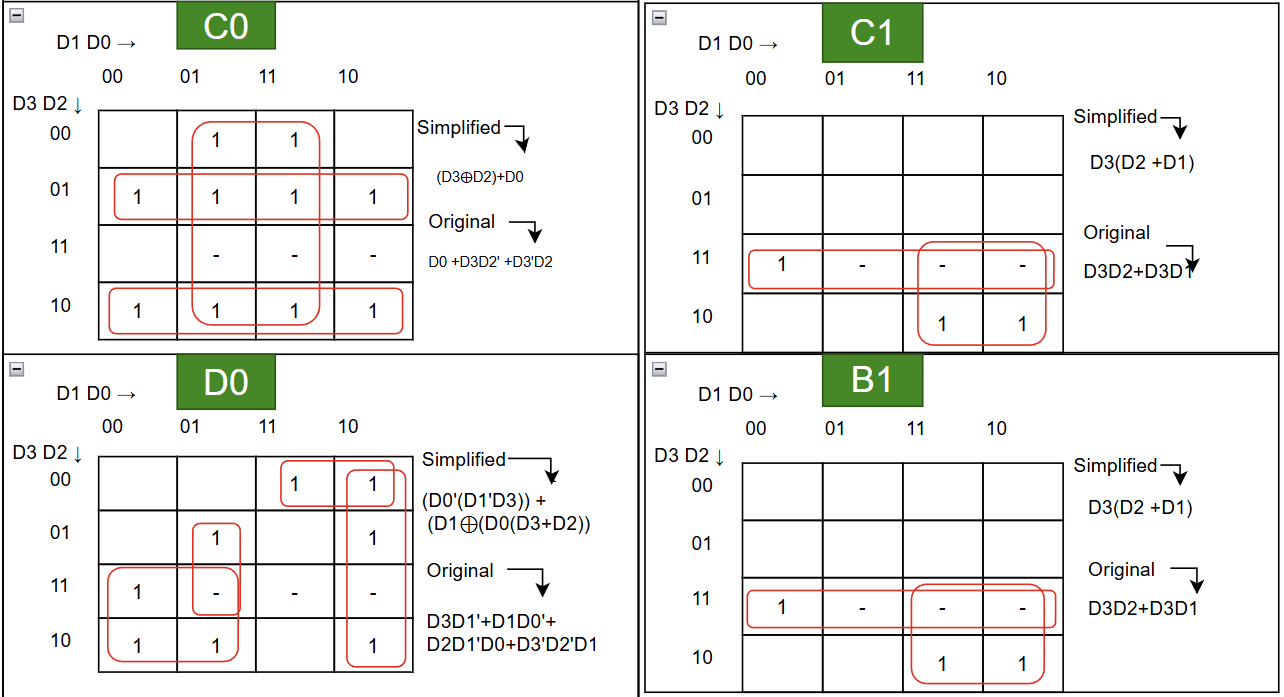 C0
D1 D0 →
00 01 11 10
D3 D2 ↓
00 1 1
01 1 1 1 1
11 - - -
10 1 1 1 1
Simplified
(D3⊕D2)+D0
Original
D0 +D3D2' +D3'D2
C1
D1 D0 →
00 01 11 10
D3 D2 ↓
00
01
11 1 - - -
10 1 1
Simplified
D3(D2 +D1)
Original
D3D2+D3D1
D0
D1 D0 →
00 01 11 10
D3 D2 ↓
00 1 1
01 1 1
11 1 - - -
10 1 1 1
Simplified
(D0'(D1'D3)) +
(D1⊕(D0(D3+D2))
Original
D3D1'+D1D0'+
D2D1'D0+D3'D2'D1
B1
D1 D0 →
00 01 11 10
D3 D2 ↓
00
01
11 1 - - -
10 1 1
Simplified
D3(D2 +D1)
Original
D3D2+D3D1